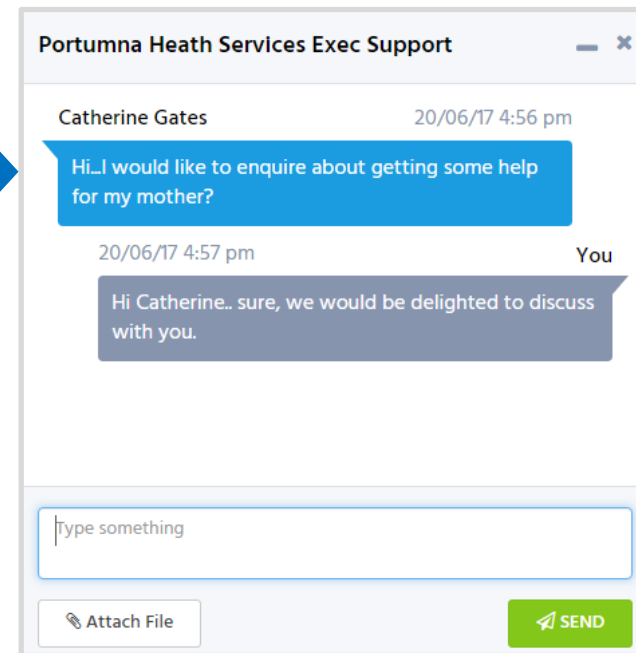 Portumna Heath Services Exec Support
Catherine Gates 20/06/17 4:56 pm
Hi...I would like to enquire about getting some help
for my mother?
20/06/17 4:57 pm You
Hi Catherine.. sure, we would be delighted to discuss
with you.
Type something
Attach File SEND